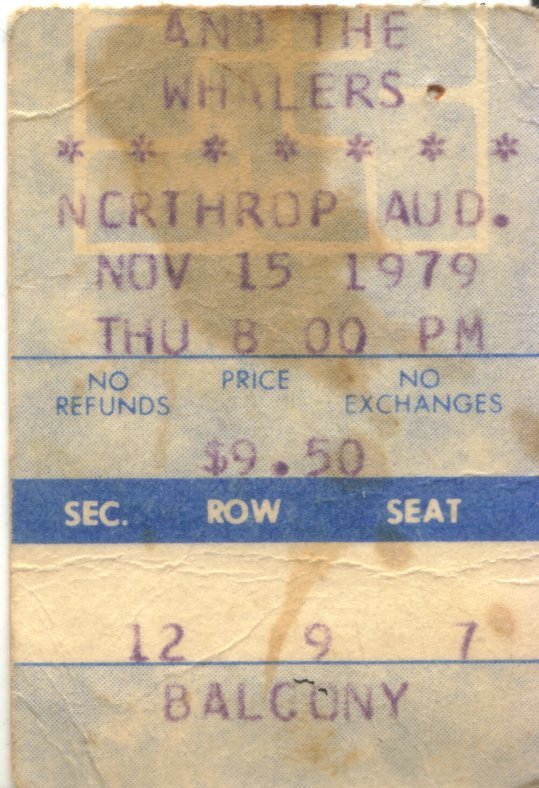 AND THE
WHALERS
* * * * * * *
NORTHROP AUD.
NOV 15 1979
THU 8 00 PM
NO REFUNDS PRICE NO EXCHANGES
$9.50
SEC. ROW SEAT
12 9 7
BALCONY